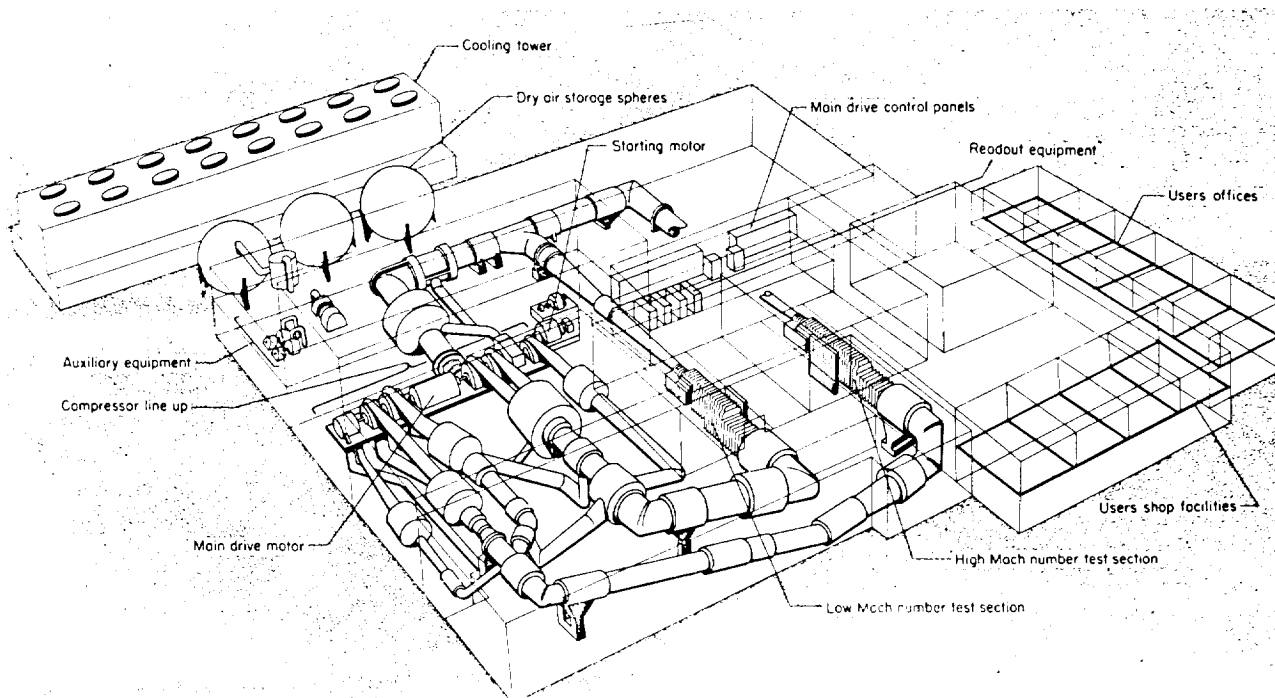 Cooling tower
Dry air storage spheres
Main drive control panels
Starting motor
Readout equipment
Users offices
Auxiliary equipment
Compressor line up
Main drive motor
Users shop facilities
High Mach number test section
Low Mach number test section